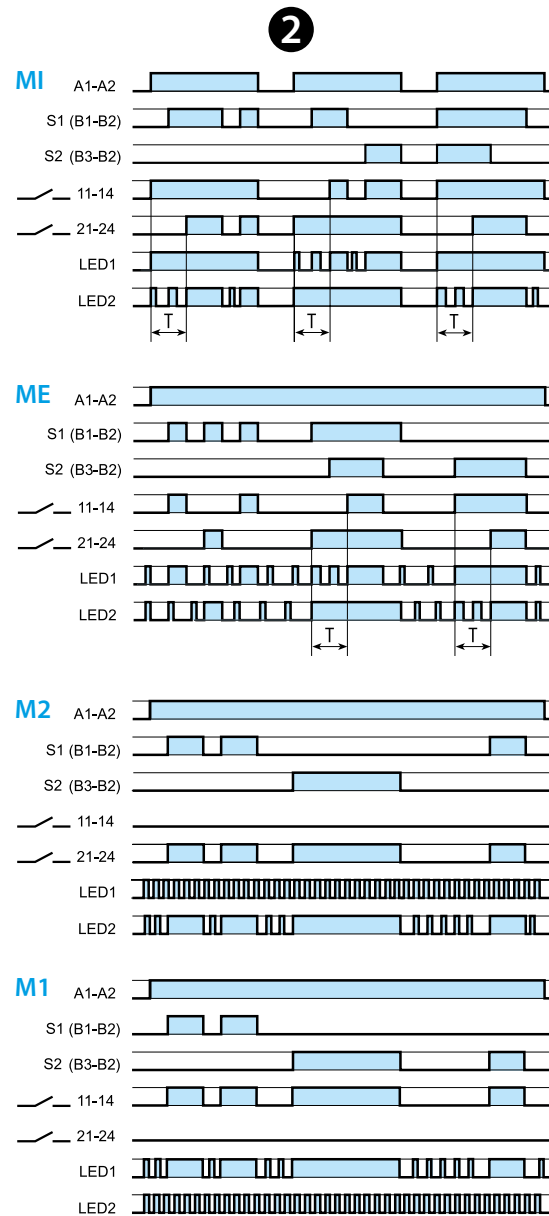 2
MI A1-A2
S1 (B1-B2)
S2 (B3-B2)
11-14
21-24
LED1
LED2
T T T
ME A1-A2
S1 (B1-B2)
S2 (B3-B2)
11-14
21-24
LED1
LED2
T T
M2 A1-A2
S1 (B1-B2)
S2 (B3-B2)
11-14
21-24
LED1
LED2
M1 A1-A2
S1 (B1-B2)
S2 (B3-B2)
11-14
21-24
LED1
LED2